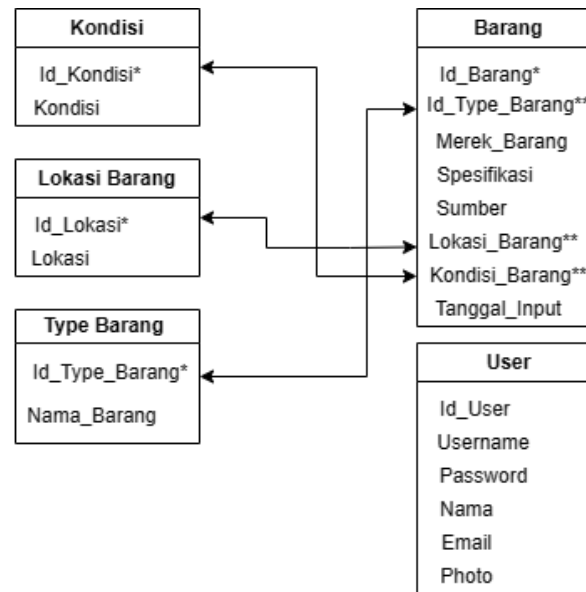 Kondisi
Id_Kondisi*
Kondisi
Lokasi Barang
Id_Lokasi*
Lokasi
Type Barang
Id_Type_Barang*
Nama_Barang
Barang
Id_Barang*
Id_Type_Barang**
Merek_Barang
Spesifikasi
Sumber
Lokasi_Barang**
Kondisi_Barang**
Tanggal_Input
User
Id_User
Username
Password
Nama
Email
Photo